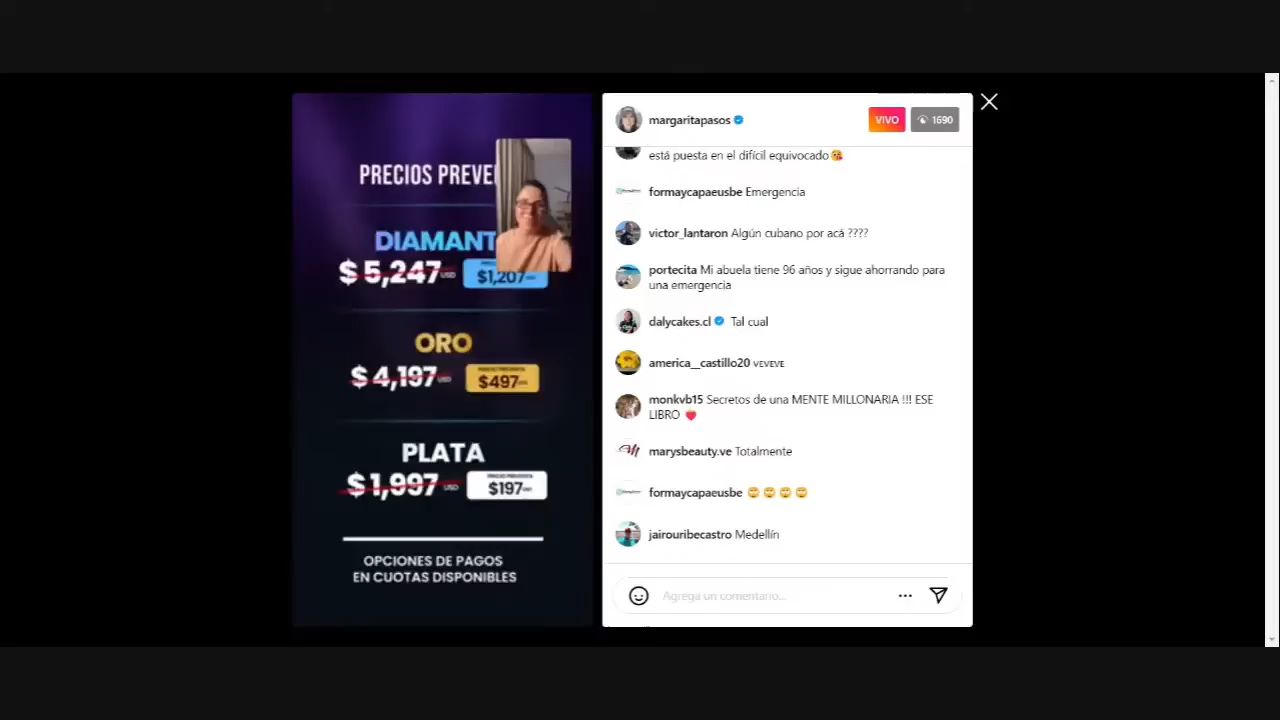 PRECIOS PREVE
DIAMANT
$5,247 USD
$1,207
ORO
$4,197 USD
$497
PLATA
$1,997 USD
$197
OPCIONES DE PAGOS
EN CUOTAS DISPONIBLES
margaritapasos
VIVO
1690
está puesta en el difícil equivocado😘
formaycapaeusbe Emergencia
victor_lantaron Algún cubano por acá ????
portecita Mi abuela tiene 96 años y sigue ahorrando para
una emergencia
dalycakes.cl Tal cual
america__castillo20 VEVEVE
monkvb15 Secretos de una MENTE MILLONARIA !!! ESE
LIBRO ❤️
marysbeauty.ve Totalmente
formaycapaeusbe 🙄 🙄 🙄 🙄
jairouribecastro Medellín
Agrega un comentario...